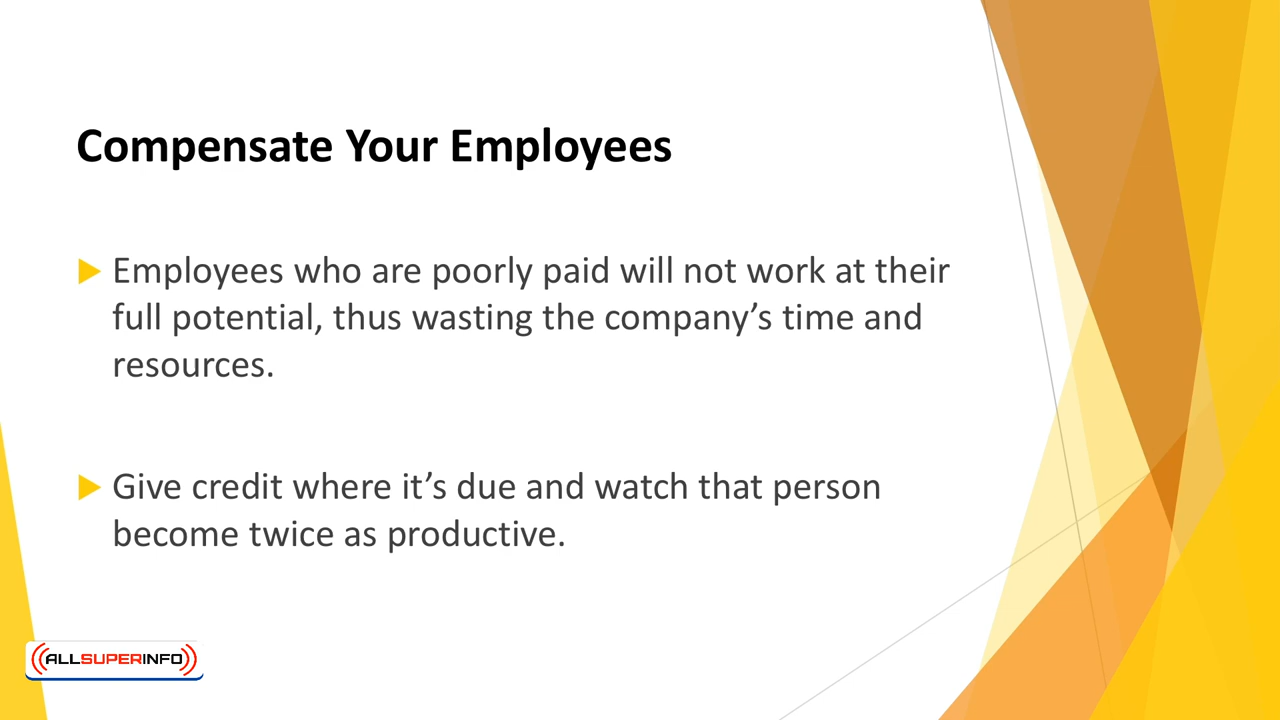 Compensate Your Employees
Employees who are poorly paid will not work at their
full potential, thus wasting the company’s time and
resources.
Give credit where it’s due and watch that person
become twice as productive.
ALLSUPERINFO